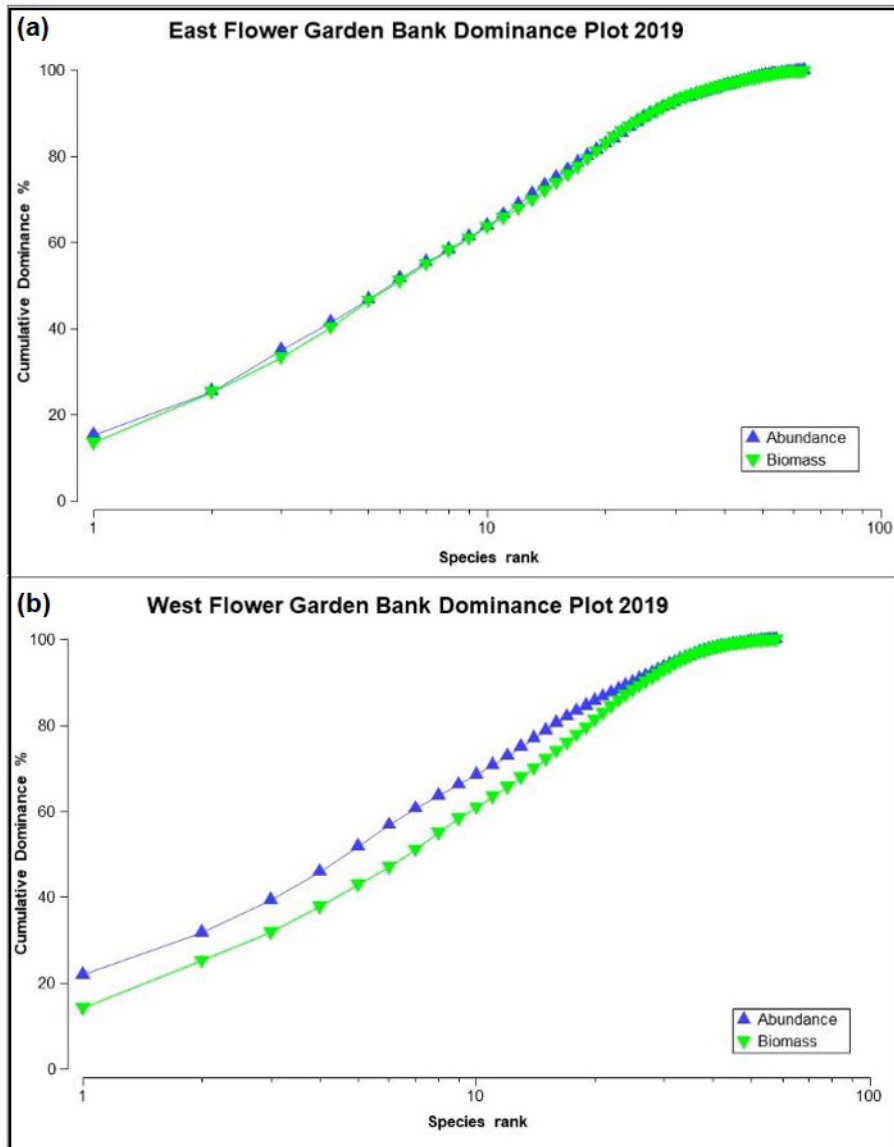 (a)
East Flower Garden Bank Dominance Plot 2019
Cumulative Dominance %
100
80
60
40
20
0
1
10
100
Species rank
Abundance
Biomass
(b)
West Flower Garden Bank Dominance Plot 2019
Cumulative Dominance %
100
80
60
40
20
0
1
10
100
Species rank
Abundance
Biomass